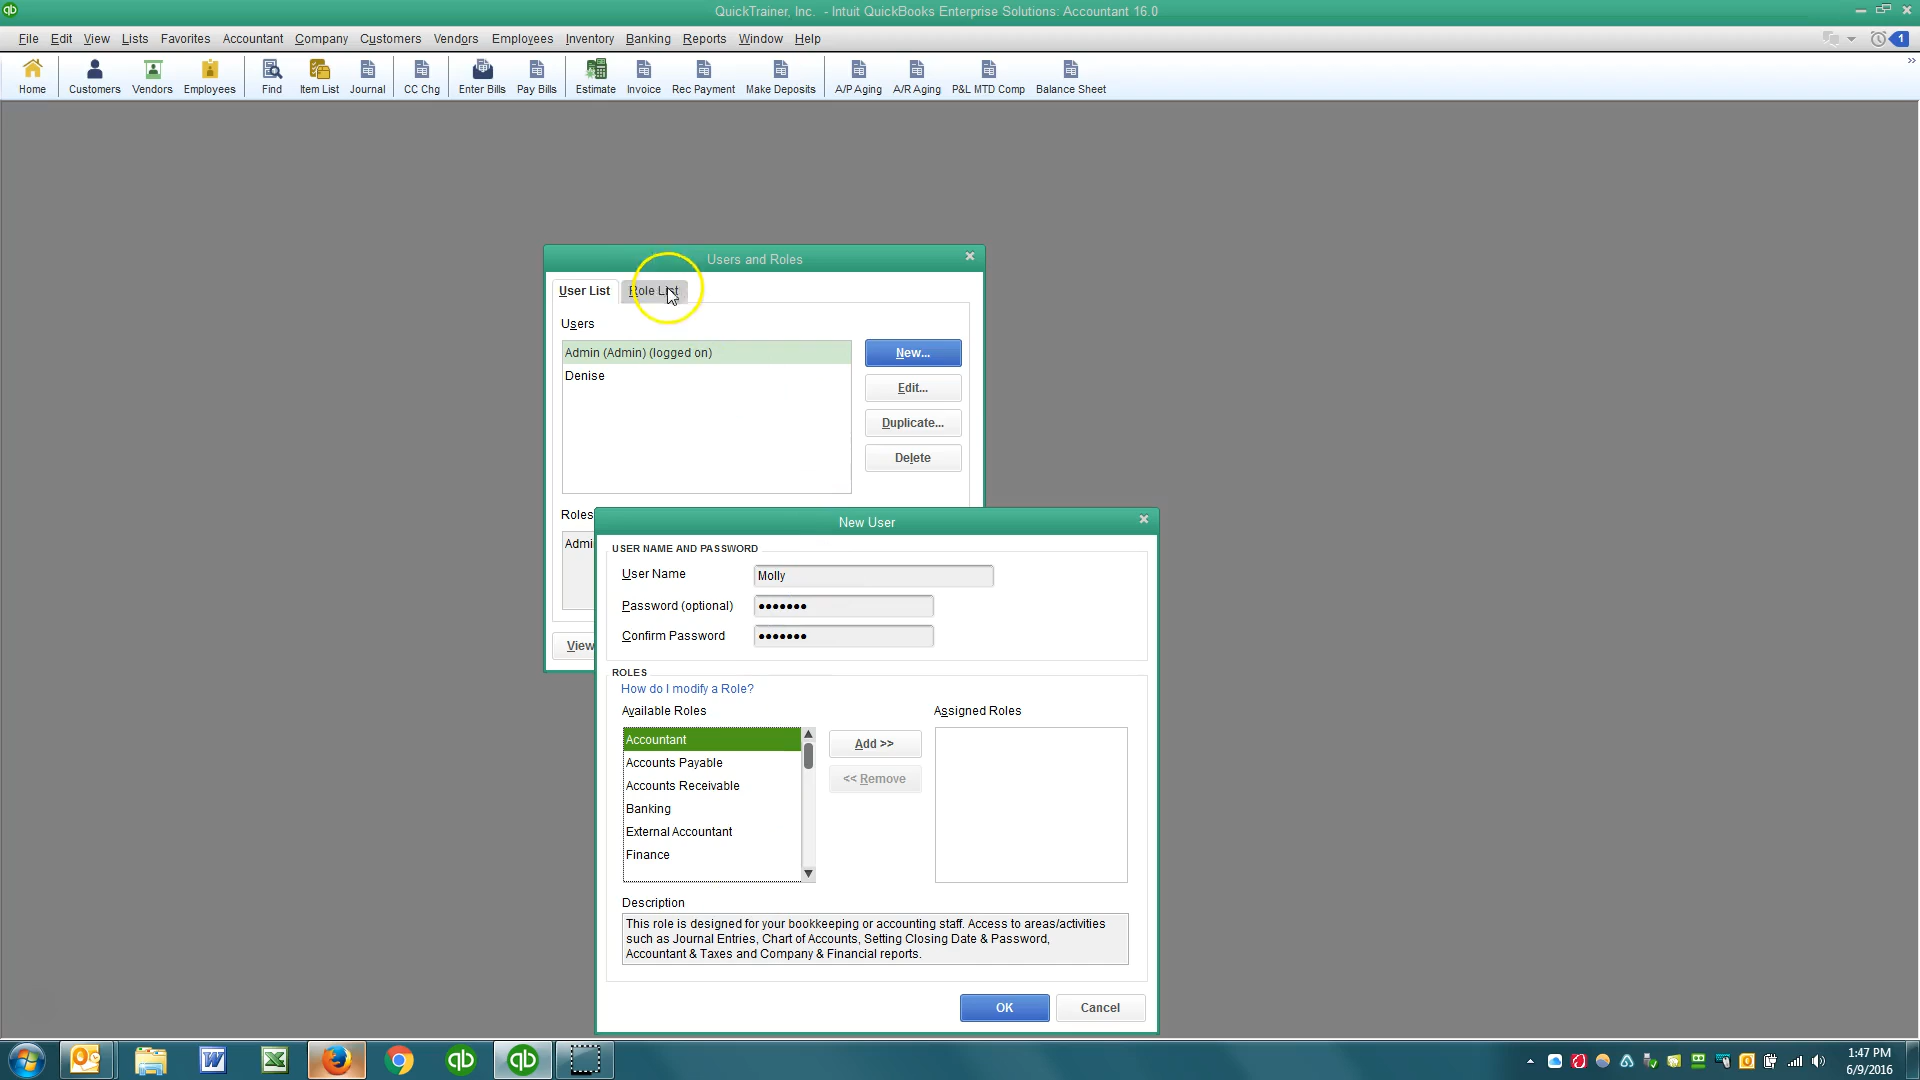 QuickTrainer, Inc. - Intuit QuickBooks Enterprise Solutions: Accountant 16.0
File Edit View Lists Favorites Accountant Company Customers Vendors Employees Inventory Banking Reports Window Help
1
Home Customers Vendors Employees Find Item List Journal CC Chg Enter Bills Pay Bills Estimate Invoice Rec Payment Make Deposits A/P Aging A/R Aging P&L MTD Comp Balance Sheet
Users and Roles
User List Role List
Users
Admin (Admin) (logged on)
Denise
New...
Edit...
Duplicate...
Delete
Roles
Admi
View
New User
USER NAME AND PASSWORD
User Name Molly
Password (optional) •••••••
Confirm Password •••••••
ROLES
How do I modify a Role?
Available Roles
Accountant
Accounts Payable
Accounts Receivable
Banking
External Accountant
Finance
Add >>
<< Remove
Assigned Roles
Description
This role is designed for your bookkeeping or accounting staff. Access to areas/activities
such as Journal Entries, Chart of Accounts, Setting Closing Date & Password,
Accountant & Taxes and Company & Financial reports.
OK Cancel
1:47 PM
6/9/2016